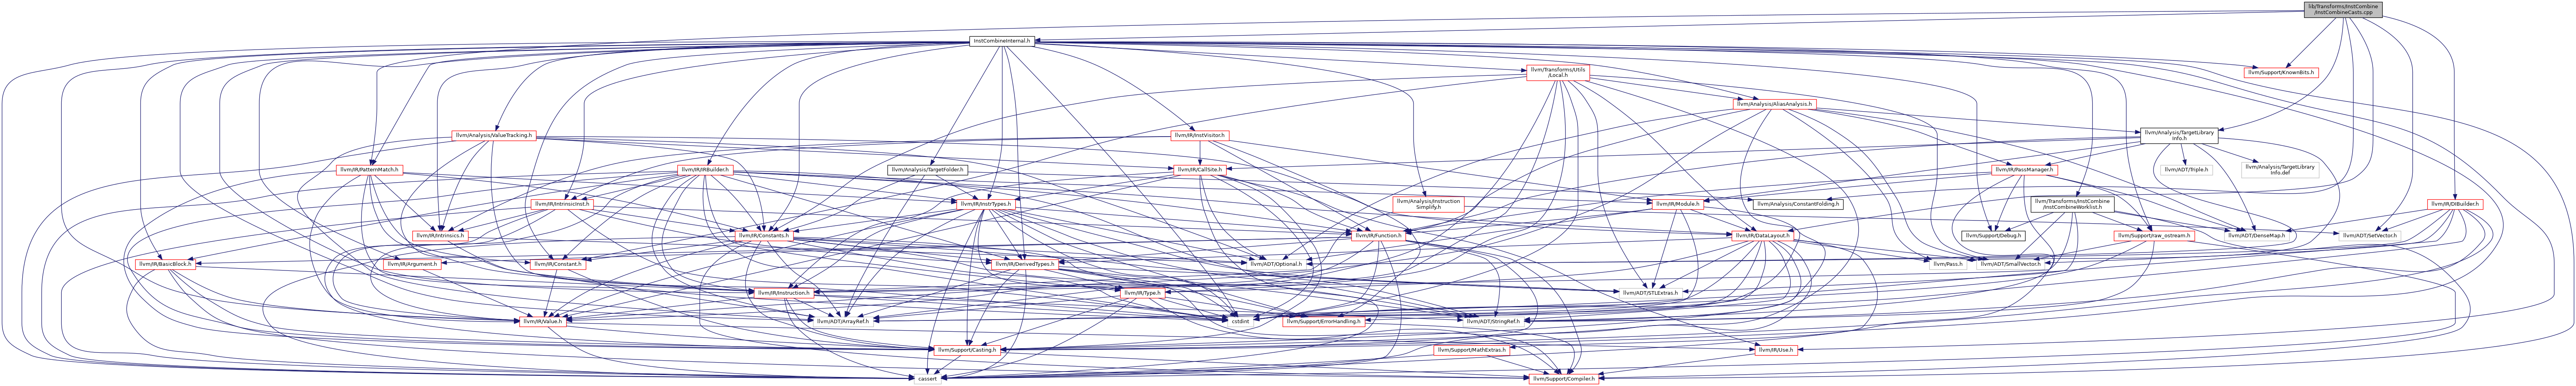 lib/Transforms/InstCombine
/InstCombineCasts.cpp
InstCombineInternal.h
llvm/Transforms/Utils
/Local.h
llvm/Support/KnownBits.h
llvm/Analysis/AliasAnalysis.h
llvm/Analysis/ValueTracking.h
llvm/IR/InstVisitor.h
llvm/Analysis/TargetLibrary
Info.h
llvm/IR/PatternMatch.h
llvm/IR/IRBuilder.h
llvm/Analysis/TargetFolder.h
llvm/IR/CallSite.h
llvm/IR/PassManager.h
llvm/ADT/Triple.h
llvm/Analysis/TargetLibrary
Info.def
llvm/IR/IntrinsicInst.h
llvm/IR/InstrTypes.h
llvm/Analysis/Instruction
Simplify.h
llvm/IR/Module.h
llvm/Analysis/ConstantFolding.h
llvm/Transforms/InstCombine
/InstCombineWorklist.h
llvm/IR/DIBuilder.h
llvm/IR/Intrinsics.h
llvm/IR/Constants.h
llvm/IR/Function.h
llvm/IR/DataLayout.h
llvm/Support/Debug.h
llvm/Support/raw_ostream.h
llvm/ADT/DenseMap.h
llvm/ADT/SetVector.h
llvm/IR/BasicBlock.h
llvm/IR/Argument.h
llvm/IR/Constant.h
llvm/IR/DerivedTypes.h
llvm/ADT/Optional.h
llvm/Pass.h
llvm/ADT/SmallVector.h
llvm/IR/Instruction.h
llvm/IR/Type.h
llvm/ADT/STLExtras.h
llvm/IR/Value.h
llvm/ADT/ArrayRef.h
cstdint
llvm/Support/ErrorHandling.h
llvm/ADT/StringRef.h
llvm/Support/Casting.h
llvm/Support/MathExtras.h
llvm/IR/Use.h
cassert
llvm/Support/Compiler.h